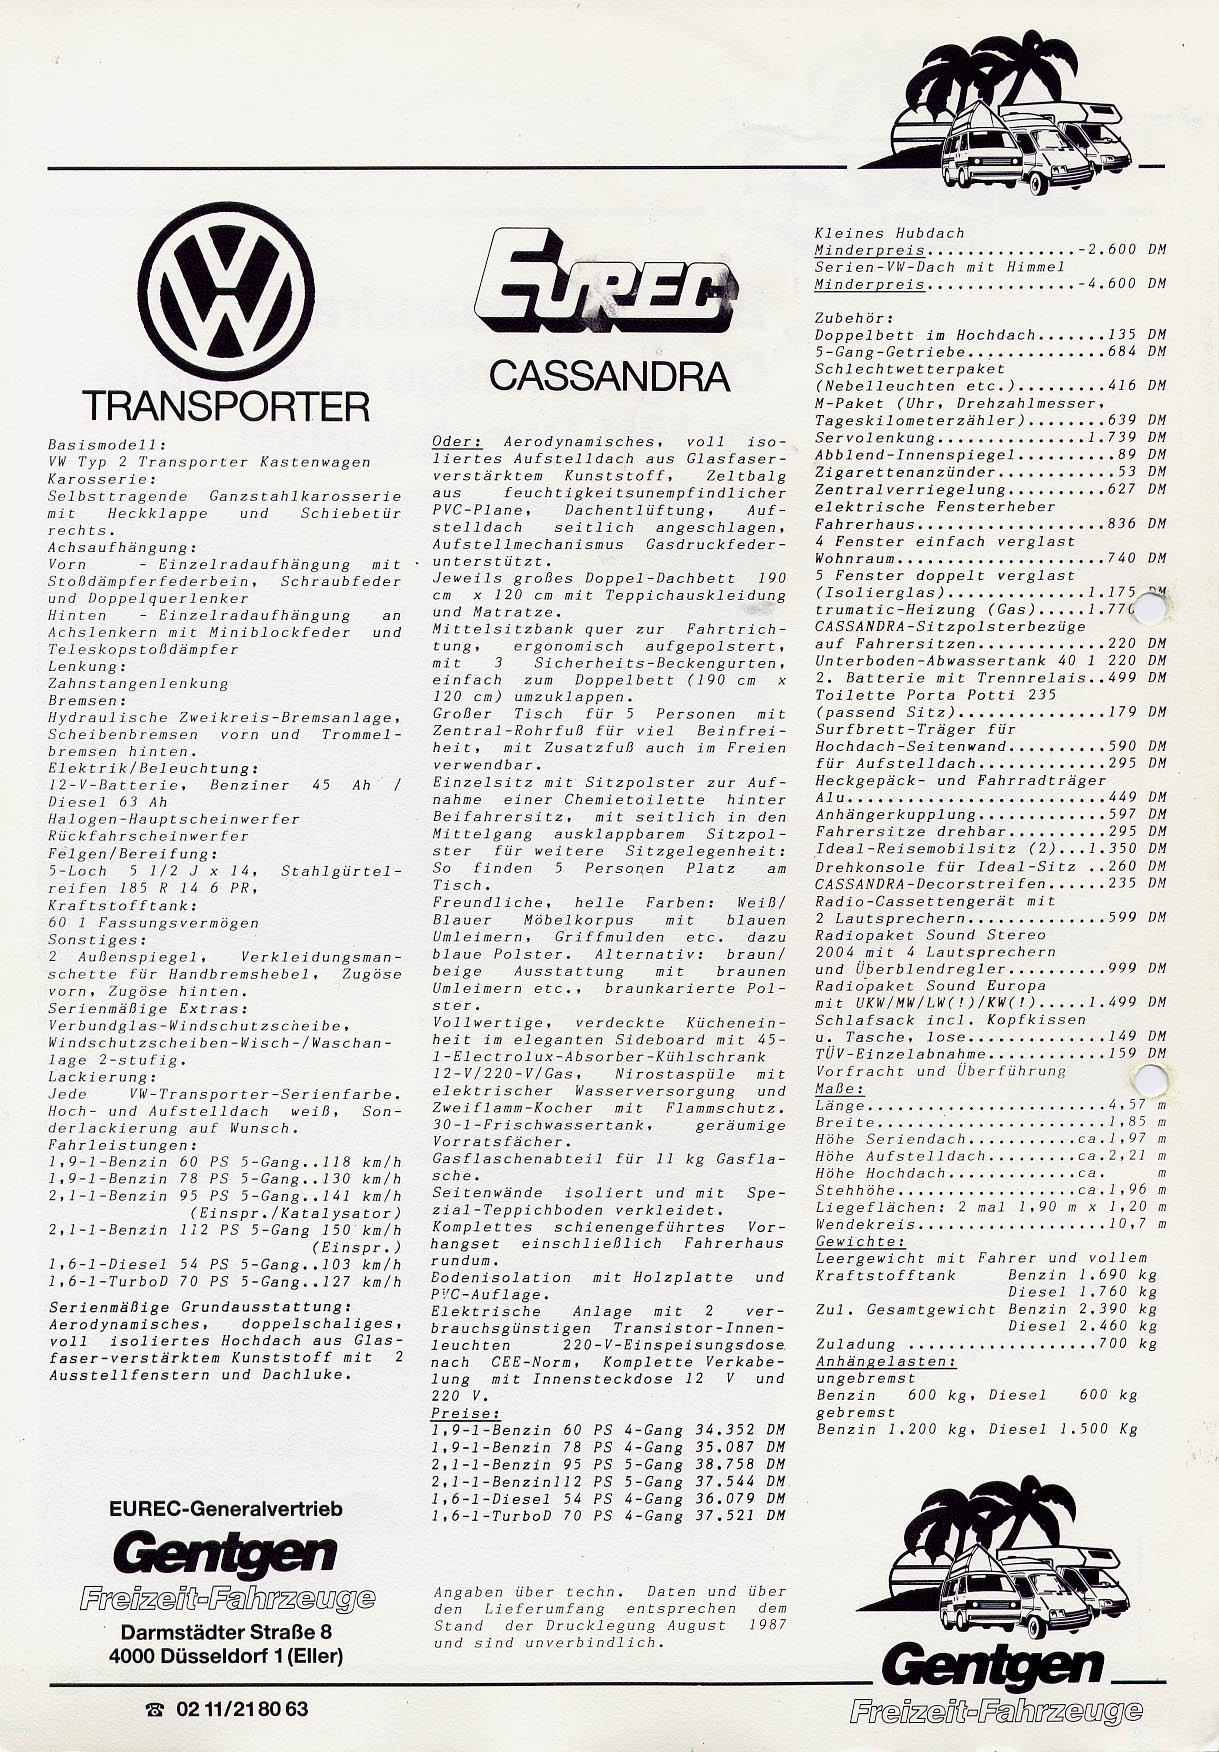 TRANSPORTER
Basismodell:
VW Typ 2 Transporter Kastenwagen
Karosserie:
Selbsttragende Ganzstahlkarosserie
mit Heckklappe und Schiebetür
rechts.
Achsaufhängung:
Vorn - Einzelradaufhängung mit
Stoßdämpferfederbein, Schraubfeder
und Doppelquerlenker
Hinten - Einzelradaufhängung an
Achslenkern mit Miniblockfeder und
Teleskopstoßdämpfer
Lenkung:
Zahnstangenlenkung
Bremsen:
Hydraulische Zweikreis-Bremsanlage,
Scheibenbremsen vorn und Trommel-
bremsen hinten.
Elektrik/Beleuchtung:
12-V-Batterie, Benziner 45 Ah /
Diesel 63 Ah
Halogen-Hauptscheinwerfer
Rückfahrscheinwerfer
Felgen/Bereifung:
5-Loch 5 1/2 J x 14, Stahlgürtel-
reifen 185 R 14 6 PR,
Kraftstofftank:
60 l Fassungsvermögen
Sonstiges:
2 Außenspiegel, Verkleidungsman-
schette für Handbremshebel, Zugöse
vorn, Zugöse hinten.
Serienmäßige Extras:
Verbundglas-Windschutzscheibe,
Windschutzscheiben-Wisch-/Waschan-
lage 2-stufig.
Lackierung:
Jede VW-Transporter-Serienfarbe.
Hoch- und Aufstelldach weiß, Son-
derlackierung auf Wunsch.
Fahrleistungen:
1,9-l-Benzin 60 PS 5-Gang..118 km/h
1,9-l-Benzin 78 PS 5-Gang..130 km/h
2,1-l-Benzin 95 PS 5-Gang..141 km/h
(Einspr./Katalysator)
2,1-l-Benzin 112 PS 5-Gang 150 km/h
(Einspr.)
1,6-l-Diesel 54 PS 5-Gang..103 km/h
1,6-l-TurboD 70 PS 5-Gang..127 km/h
Serienmäßige Grundausstattung:
Aerodynamisches, doppelschaliges,
voll isoliertes Hochdach aus Glas-
faser-verstärktem Kunststoff mit 2
Ausstellfenstern und Dachluke.
EUREC-Generalvertrieb
Gentgen
Freizeit-Fahrzeuge
Darmstädter Straße 8
4000 Düsseldorf 1 (Eller)
☎ 02 11/21 80 63
EUREC
CASSANDRA
Oder: Aerodynamisches, voll iso-
liertes Aufstelldach aus Glasfaser-
verstärktem Kunststoff, Zeltbalg
aus feuchtigkeitsunempfindlicher
PVC-Plane, Dachentlüftung, Auf-
stelldach seitlich angeschlagen,
Aufstellmechanismus Gasdruckfeder-
unterstützt.
Jeweils großes Doppel-Dachbett 190
cm x 120 cm mit Teppichauskleidung
und Matratze.
Mittelsitzbank quer zur Fahrtrich-
tung, ergonomisch aufgepolstert,
mit 3 Sicherheits-Beckengurten,
einfach zum Doppelbett (190 cm x
120 cm) umzuklappen.
Großer Tisch für 5 Personen mit
Zentral-Rohrfuß für viel Beinfrei-
heit, mit Zusatzfuß auch im Freien
verwendbar.
Einzelsitz mit Sitzpolster zur Auf-
nahme einer Chemietoilette hinter
Beifahrersitz, mit seitlich in den
Mittelgang ausklappbarem Sitzpol-
ster für weitere Sitzgelegenheit:
So finden 5 Personen Platz am
Tisch.
Freundliche, helle Farben: Weiß/
Blauer Möbelkorpus mit blauen
Umleimern, Griffmulden etc. dazu
blaue Polster. Alternativ: braun/
beige Ausstattung mit braunen
Umleimern etc., braunkarierte Pol-
ster.
Vollwertige, verdeckte Küchenein-
heit im eleganten Sideboard mit 45-
l-Electrolux-Absorber-Kühlschrank
12-V/220-V/Gas, Nirostaspüle mit
elektrischer Wasserversorgung und
Zweiflamm-Kocher mit Flammschutz.
30-l-Frischwassertank, geräumige
Vorratsfächer.
Gasflaschenabteil für 11 kg Gasfla-
sche.
Seitenwände isoliert und mit Spe-
zial-Teppichboden verkleidet.
Komplettes schienengeführtes Vor-
hangset einschließlich Fahrerhaus
rundum.
Bodenisolation mit Holzplatte und
PVC-Auflage.
Elektrische Anlage mit 2 ver-
brauchsgünstigen Transistor-Innen-
leuchten 220-V-Einspeisungsdose
nach CEE-Norm, Komplette Verkabe-
lung mit Innensteckdose 12 V und
220 V.
Preise:
1,9-l-Benzin 60 PS 4-Gang 34.352 DM
1,9-l-Benzin 78 PS 4-Gang 35.087 DM
2,1-l-Benzin 95 PS 5-Gang 38.758 DM
2,1-l-Benzin112 PS 5-Gang 37.544 DM
1,6-l-Diesel 54 PS 4-Gang 36.079 DM
1,6-l-TurboD 70 PS 4-Gang 37.521 DM
Angaben über techn. Daten und über
den Lieferumfang entsprechen dem
Stand der Drucklegung August 1987
und sind unverbindlich.
Kleines Hubdach
Minderpreis...............-2.600 DM
Serien-VW-Dach mit Himmel
Minderpreis...............-4.600 DM
Zubehör:
Doppelbett im Hochdach.......135 DM
5-Gang-Getriebe..............684 DM
Schlechtwetterpaket
(Nebelleuchten etc.).........416 DM
M-Paket (Uhr, Drehzahlmesser,
Tageskilometerzähler)........639 DM
Servolenkung...............1.739 DM
Abblend-Innenspiegel..........89 DM
Zigarettenanzünder............53 DM
Zentralverriegelung..........627 DM
elektrische Fensterheber
Fahrerhaus...................836 DM
4 Fenster einfach verglast
Wohnraum.....................740 DM
5 Fenster doppelt verglast
(Isolierglas)..............1.175 DM
trumatic-Heizung (Gas).....1.770
CASSANDRA-Sitzpolsterbezüge
auf Fahrersitzen.............220 DM
Unterboden-Abwassertank 40 l 220 DM
2. Batterie mit Trennrelais..499 DM
Toilette Porta Potti 235
(passend Sitz)...............179 DM
Surfbrett-Träger für
Hochdach-Seitenwand..........590 DM
für Aufstelldach.............295 DM
Heckgepäck- und Fahrradträger
Alu..........................449 DM
Anhängerkupplung.............597 DM
Fahrersitze drehbar..........295 DM
Ideal-Reisemobilsitz (2)...1.350 DM
Drehkonsole für Ideal-Sitz ..260 DM
CASSANDRA-Decorstreifen......235 DM
Radio-Cassettengerät mit
2 Lautsprechern..............599 DM
Radiopaket Sound Stereo
2004 mit 4 Lautsprechern
und Überblendregler..........999 DM
Radiopaket Sound Europa
mit UKW/MW/LW(!)/KW(!).....1.499 DM
Schlafsack incl. Kopfkissen
u. Tasche, lose..............149 DM
TÜV-Einzelabnahme............159 DM
Vorfracht und Überführung
Maße:
Länge........................4,57 m
Breite.......................1,85 m
Höhe Seriendach...........ca.1,97 m
Höhe Aufstelldach.........ca.2,21 m
Höhe Hochdach.............ca. m
Stehhöhe..................ca.1,96 m
Liegeflächen: 2 mal 1,90 m x 1,20 m
Wendekreis...................10,7 m
Gewichte:
Leergewicht mit Fahrer und vollem
Kraftstofftank Benzin 1.690 kg
Diesel 1.760 kg
Zul. Gesamtgewicht Benzin 2.390 kg
Diesel 2.460 kg
Zuladung ...................700 kg
Anhängelasten:
ungebremst
Benzin 600 kg, Diesel 600 kg
gebremst
Benzin 1.200 kg, Diesel 1.500 Kg
Gentgen
Freizeit-Fahrzeuge